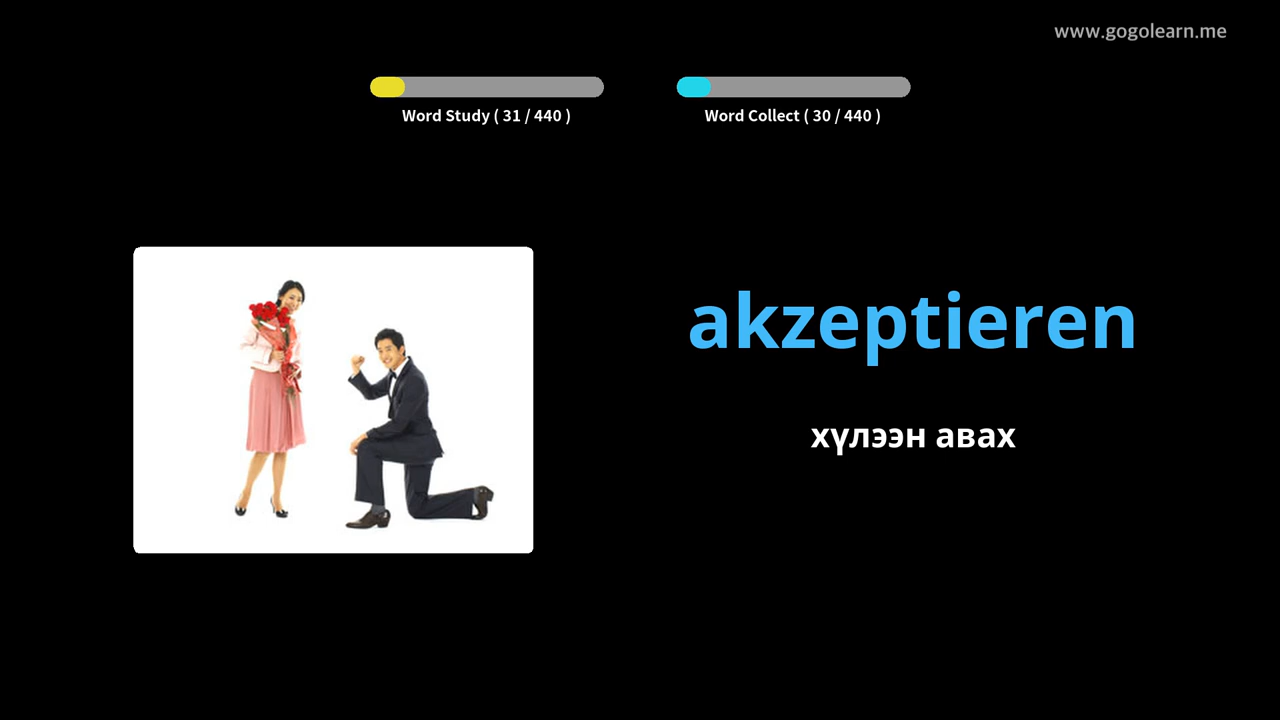 www.gogolearn.me
Word Study ( 31 / 440 )
Word Collect ( 30 / 440 )
akzeptieren
хүлээн авах